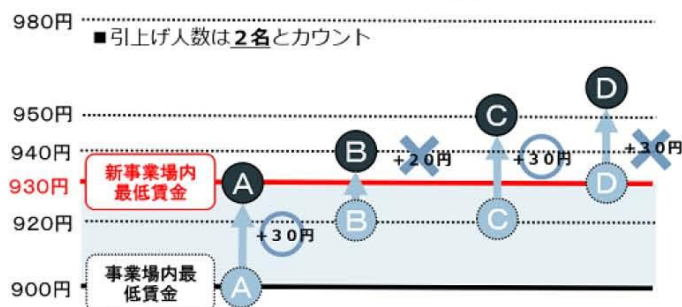 980円
■引上げ人数は2名とカウント
950円
940円
930円
920円
900円
新事業場内
最低賃金
事業場内最
低賃金
A
B
C
D
+30円
+20円
+30円
+30円
A
B
C
D